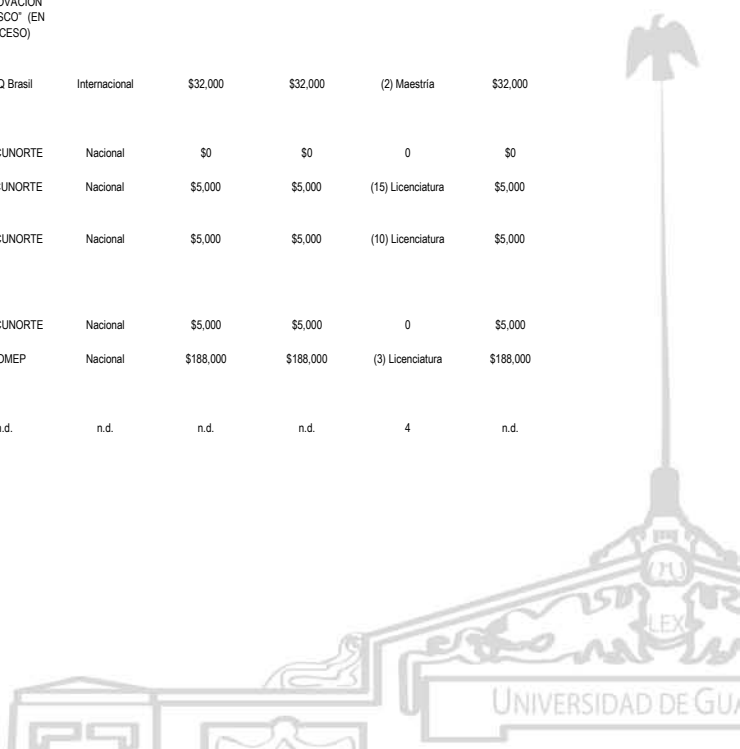 OVACIÓN
SCO” (EN
CESO)
Q Brasil Internacional $32,000 $32,000 (2) Maestría $32,000
CUNORTE Nacional $0 $0 0 $0
CUNORTE Nacional $5,000 $5,000 (15) Licenciatura $5,000
CUNORTE Nacional $5,000 $5,000 (10) Licenciatura $5,000
CUNORTE Nacional $5,000 $5,000 0 $5,000
OMEP Nacional $188,000 $188,000 (3) Licenciatura $188,000
n.d. n.d. n.d. n.d. 4 n.d.
LEX
UNIVERSIDAD DE GUA